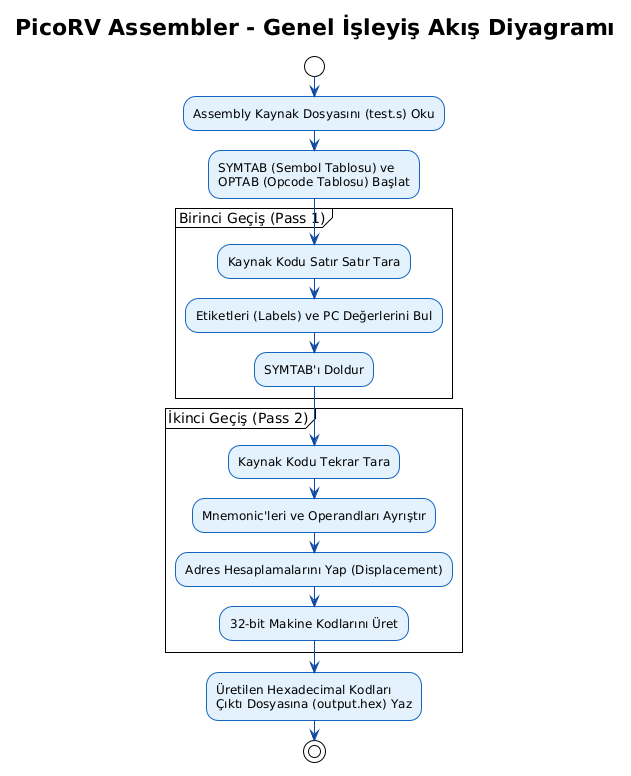 PicoRV Assembler - Genel İşleyiş Akış Diyagramı
Assembly Kaynak Dosyasını (test.s) Oku
SYMTAB (Sembol Tablosu) ve
OPTAB (Opcode Tablosu) Başlat
Birinci Geçiş (Pass 1)
Kaynak Kodu Satır Satır Tara
Etiketleri (Labels) ve PC Değerlerini Bul
SYMTAB'ı Doldur
İkinci Geçiş (Pass 2)
Kaynak Kodu Tekrar Tara
Mnemonic'leri ve Operandları Ayrıştır
Adres Hesaplamalarını Yap (Displacement)
32-bit Makine Kodlarını Üret
Üretilen Hexadecimal Kodları
Çıktı Dosyasına (output.hex) Yaz